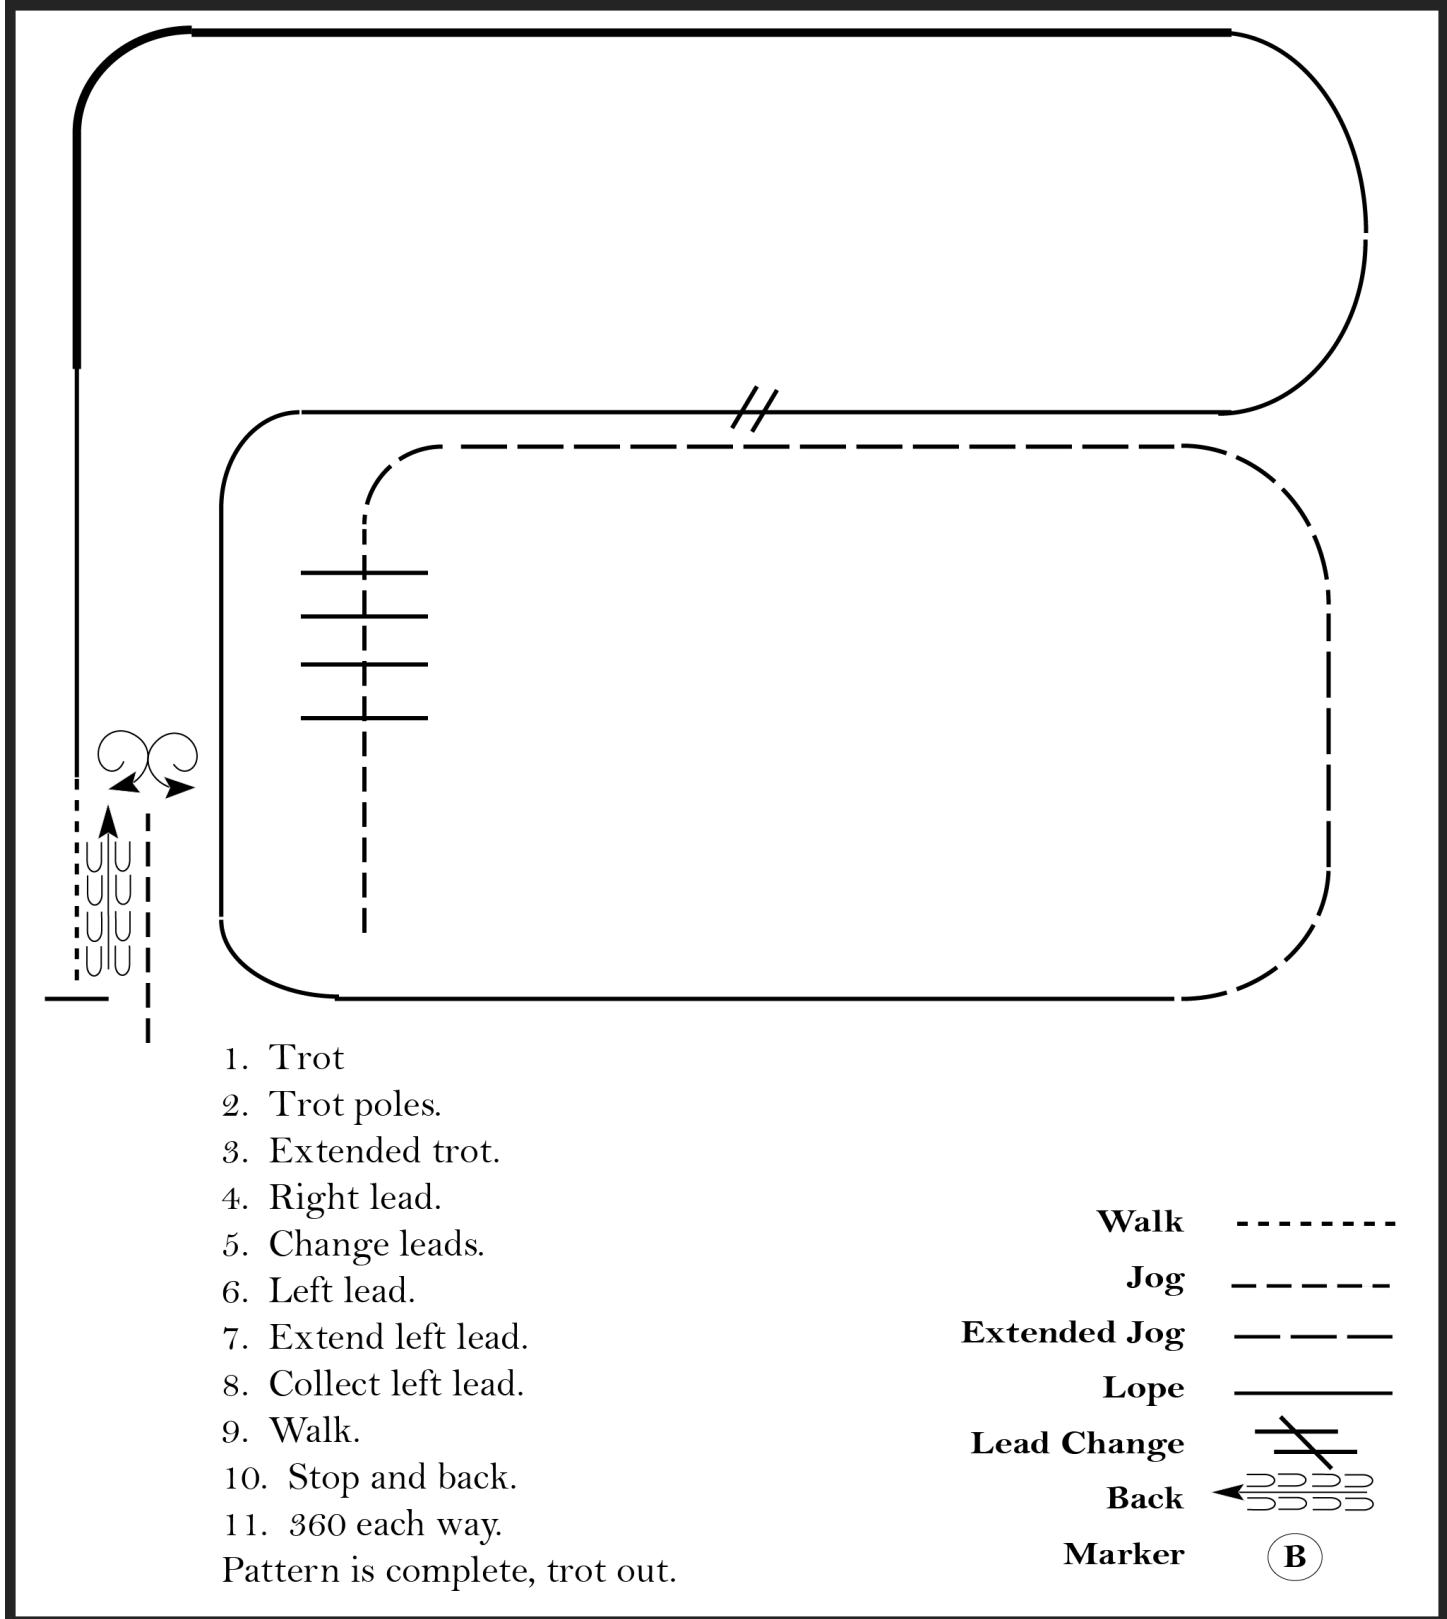 1. Trot
2. Trot poles.
3. Extended trot.
4. Right lead.
5. Change leads.
6. Left lead.
7. Extend left lead.
8. Collect left lead.
9. Walk.
10. Stop and back.
11. 360 each way.
Pattern is complete, trot out.
Walk
Jog
Extended Jog
Lope
Lead Change
Back
Marker B